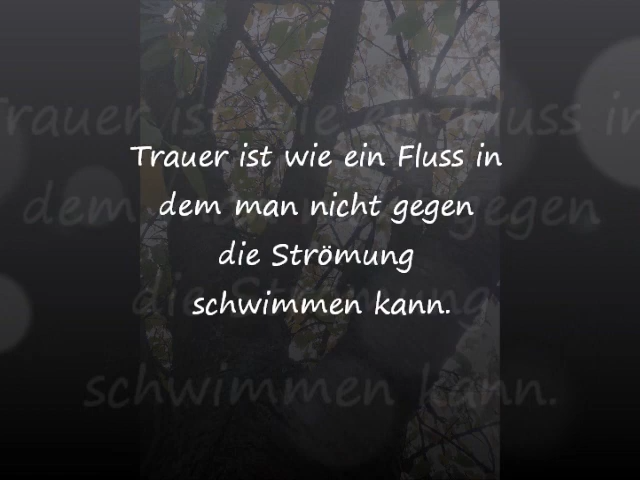 Trauer ist wie ein Fluss in
dem man nicht gegen
die Strömung
schwimmen kann.